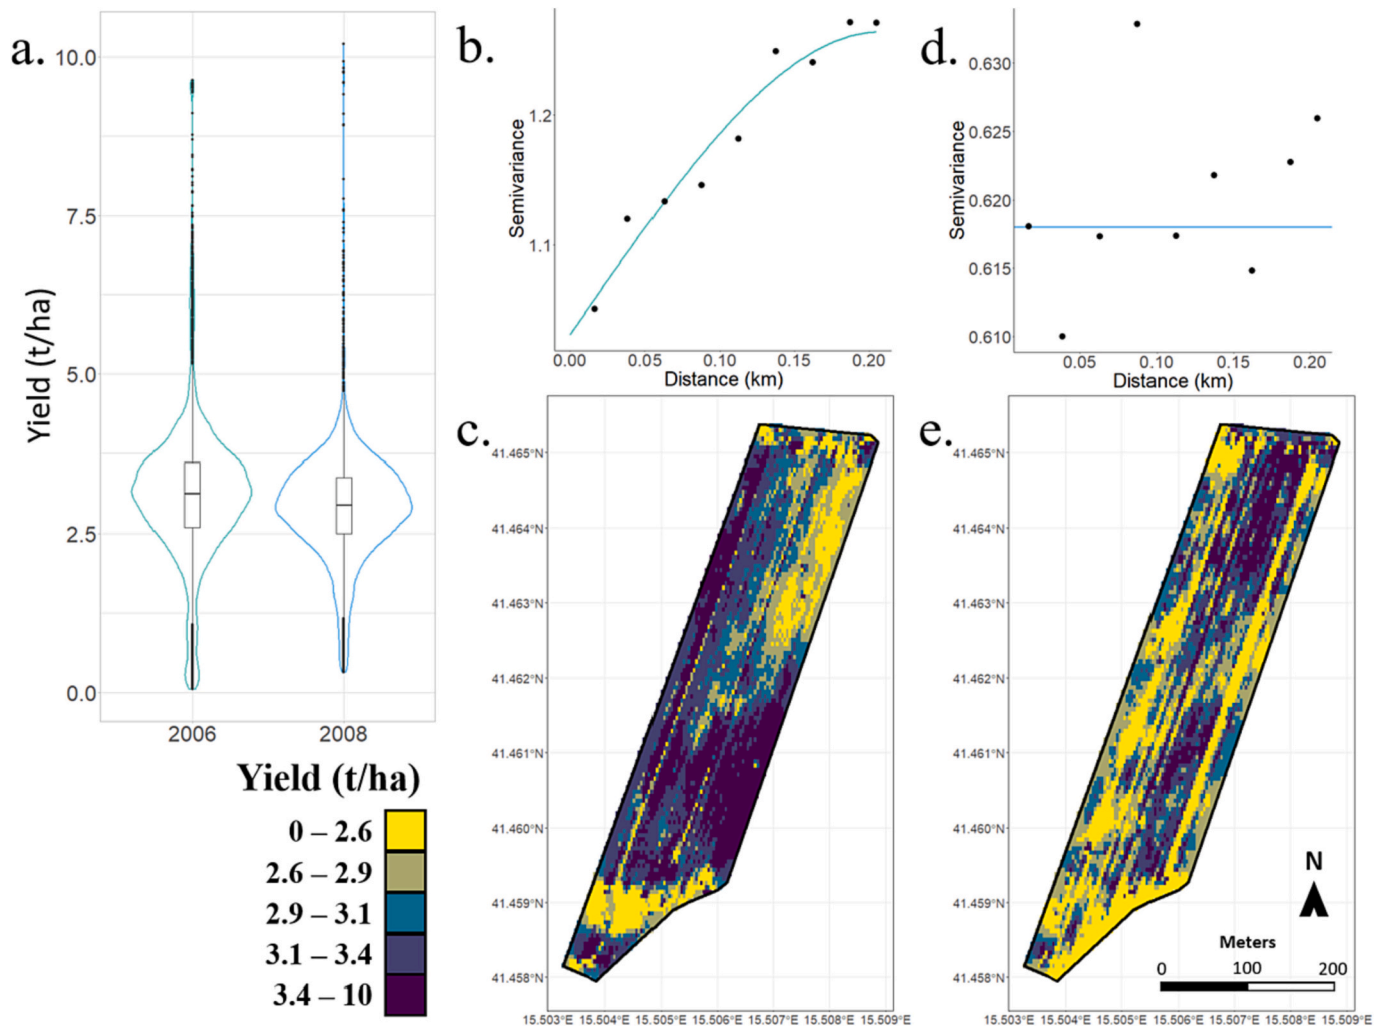 a.
Yield (t/ha)
10.0
7.5
5.0
2.5
0.0
2006
2008
b.
Semivariance
1.2
1.1
0.00
0.05
0.10
0.15
0.20
Distance (km)
d.
Semivariance
0.630
0.625
0.620
0.615
0.610
0.05
0.10
0.15
0.20
Distance (km)
Yield (t/ha)
0 – 2.6
2.6 – 2.9
2.9 – 3.1
3.1 – 3.4
3.4 – 10
c.
41.465°N
41.464°N
41.463°N
41.462°N
41.461°N
41.460°N
41.459°N
41.458°N
15.503°E 15.504°E 15.505°E 15.506°E 15.507°E 15.508°E 15.509°E
e.
41.465°N
41.464°N
41.463°N
41.462°N
41.461°N
41.460°N
41.459°N
41.458°N
15.503°E 15.504°E 15.505°E 15.506°E 15.507°E 15.508°E 15.509°E
N
Meters
0 100 200